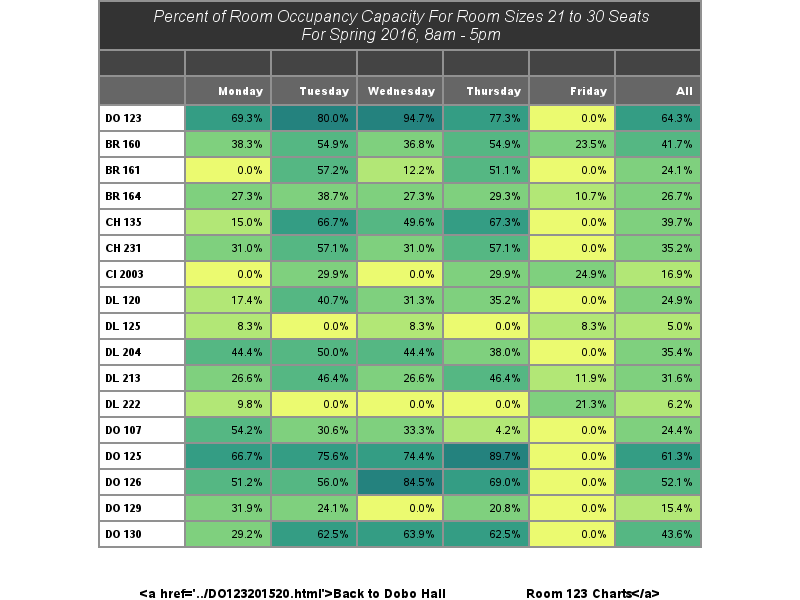 Percent of Room Occupancy Capacity For Room Sizes 21 to 30 Seats
For Spring 2016, 8am - 5pm
Monday Tuesday Wednesday Thursday Friday All
DO 123 69.3% 80.0% 94.7% 77.3% 0.0% 64.3%
BR 160 38.3% 54.9% 36.8% 54.9% 23.5% 41.7%
BR 161 0.0% 57.2% 12.2% 51.1% 0.0% 24.1%
BR 164 27.3% 38.7% 27.3% 29.3% 10.7% 26.7%
CH 135 15.0% 66.7% 49.6% 67.3% 0.0% 39.7%
CH 231 31.0% 57.1% 31.0% 57.1% 0.0% 35.2%
CI 2003 0.0% 29.9% 0.0% 29.9% 24.9% 16.9%
DL 120 17.4% 40.7% 31.3% 35.2% 0.0% 24.9%
DL 125 8.3% 0.0% 8.3% 0.0% 8.3% 5.0%
DL 204 44.4% 50.0% 44.4% 38.0% 0.0% 35.4%
DL 213 26.6% 46.4% 26.6% 46.4% 11.9% 31.6%
DL 222 9.8% 0.0% 0.0% 0.0% 21.3% 6.2%
DO 107 54.2% 30.6% 33.3% 4.2% 0.0% 24.4%
DO 125 66.7% 75.6% 74.4% 89.7% 0.0% 61.3%
DO 126 51.2% 56.0% 84.5% 69.0% 0.0% 52.1%
DO 129 31.9% 24.1% 0.0% 20.8% 0.0% 15.4%
DO 130 29.2% 62.5% 63.9% 62.5% 0.0% 43.6%
<a href='../DO123201520.html'>Back to Dobo Hall Room 123 Charts</a>